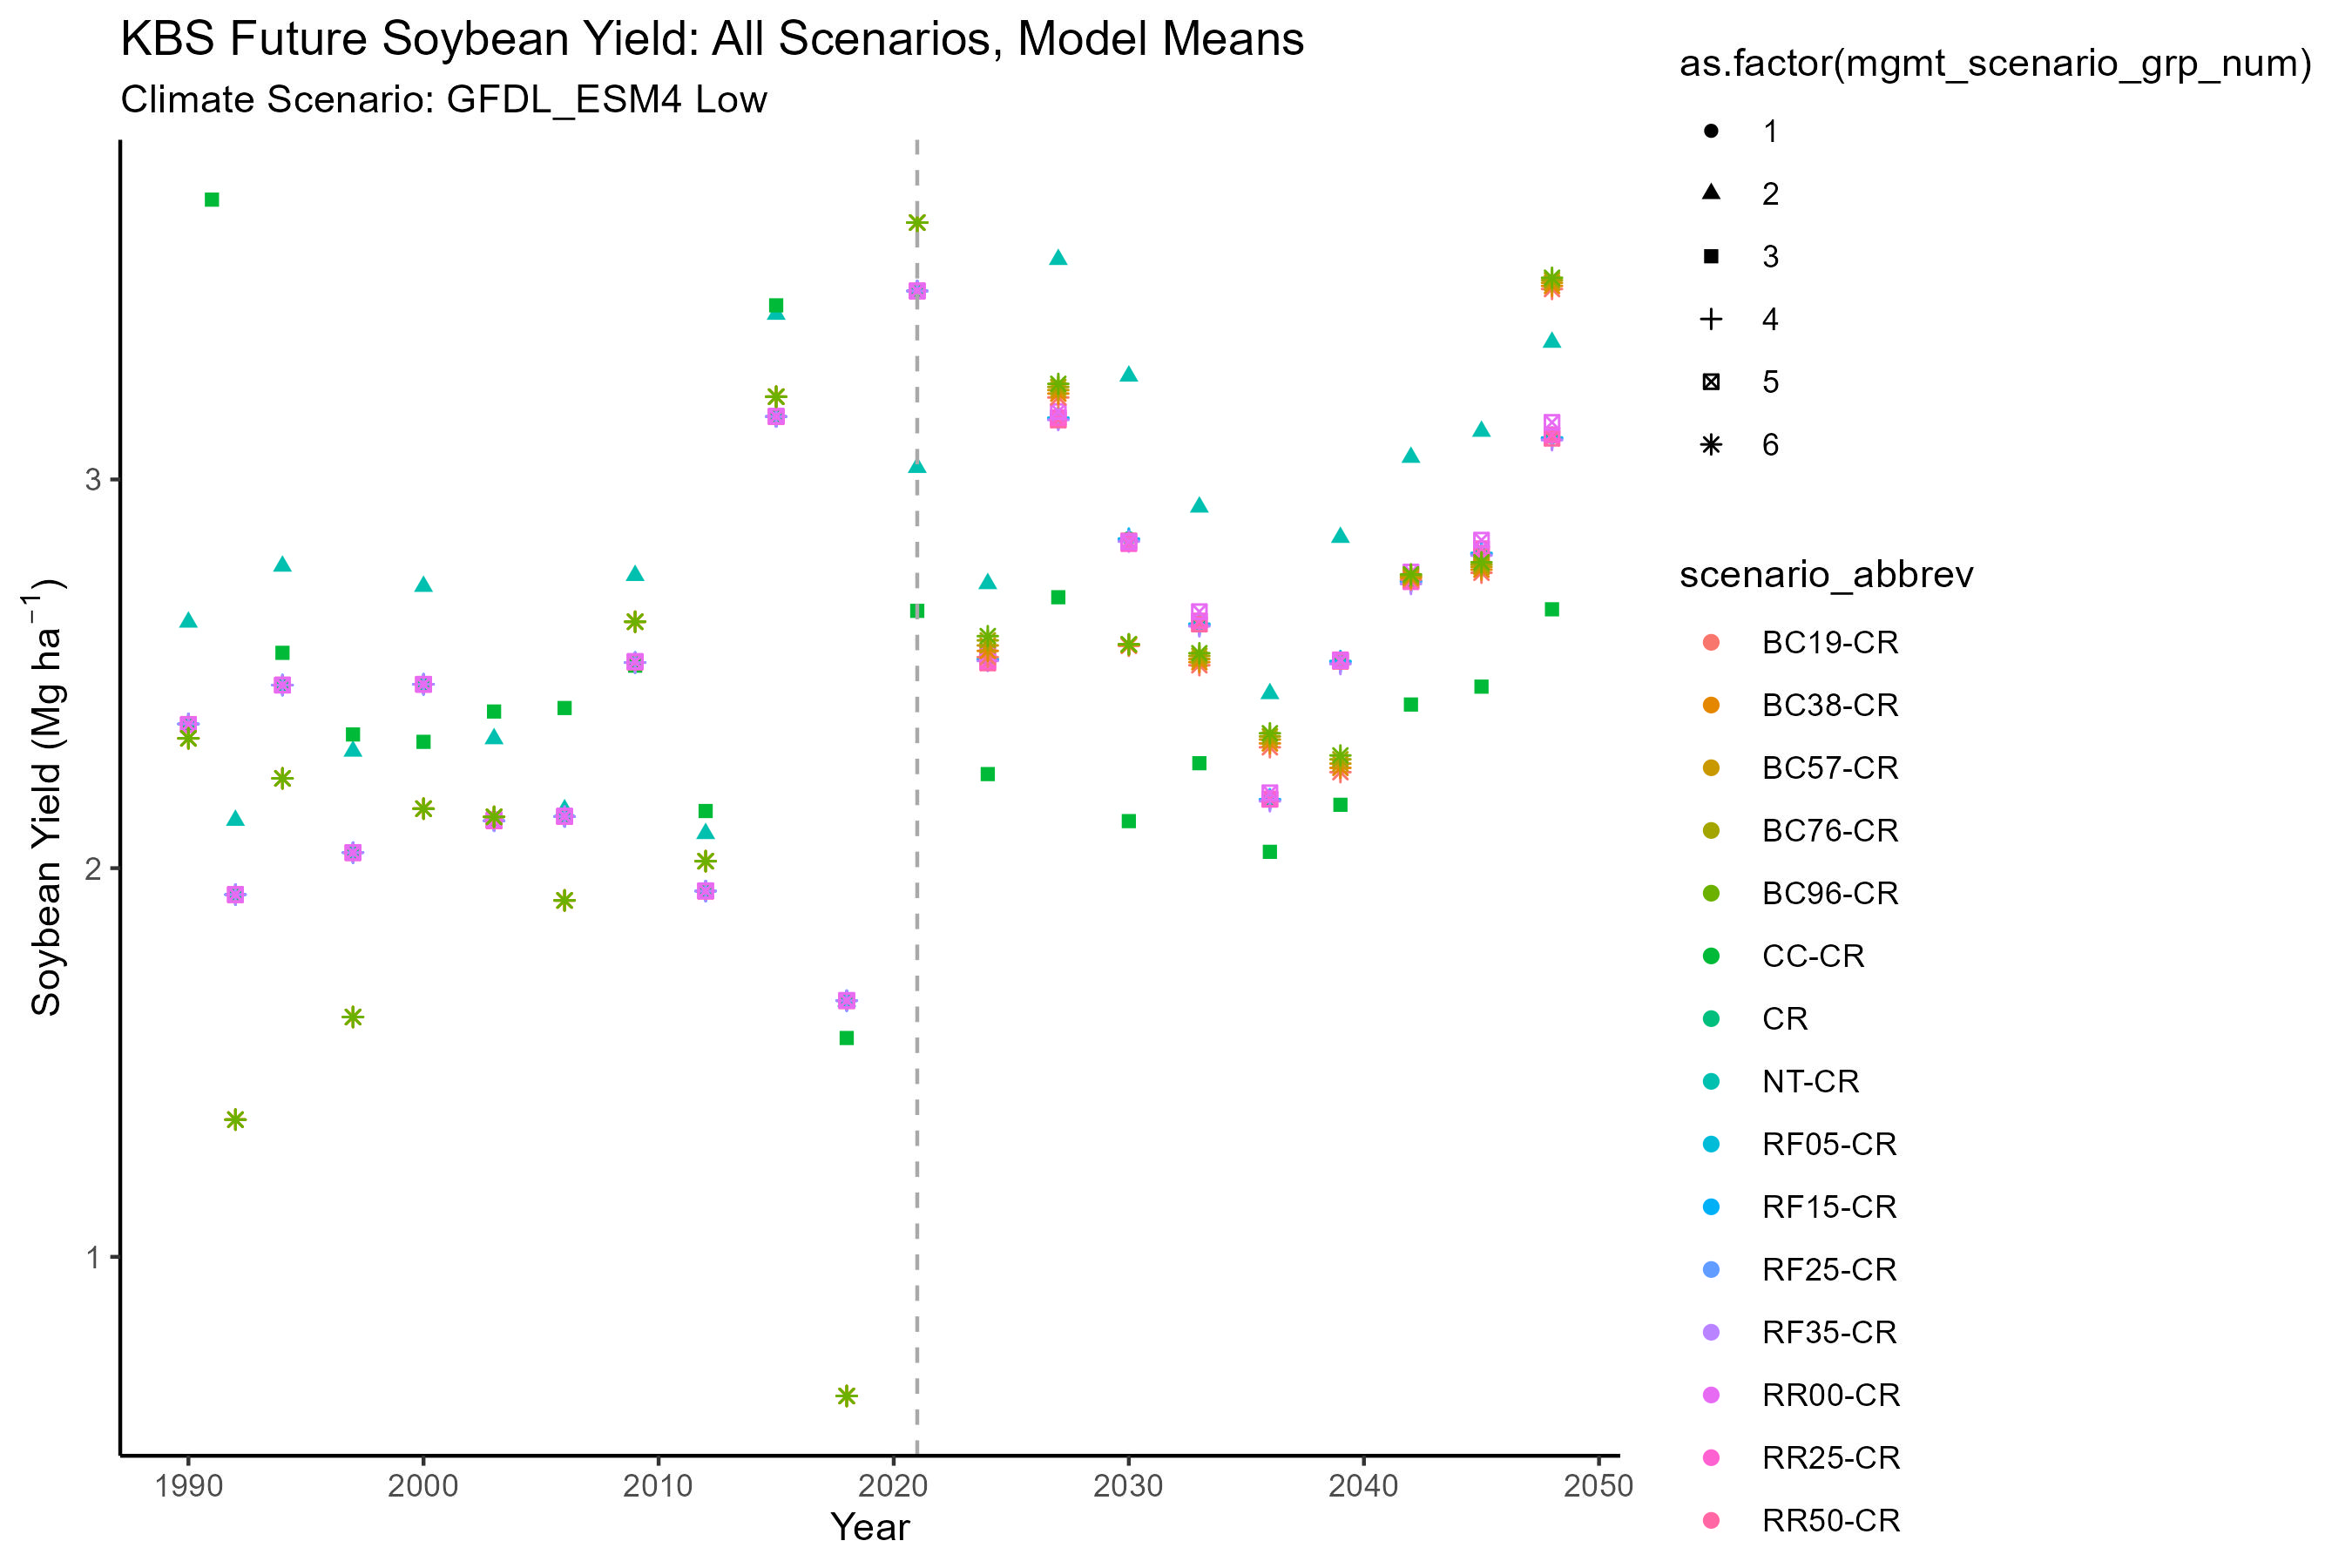 KBS Future Soybean Yield: All Scenarios, Model Means
Climate Scenario: GFDL_ESM4 Low
Soybean Yield (Mg ha⁻¹)
3
2
1
1990 2000 2010 2020 2030 2040 2050
Year
as.factor(mgmt_scenario_grp_num)
1
2
3
4
5
6
scenario_abbrev
BC19-CR
BC38-CR
BC57-CR
BC76-CR
BC96-CR
CC-CR
CR
NT-CR
RF05-CR
RF15-CR
RF25-CR
RF35-CR
RR00-CR
RR25-CR
RR50-CR